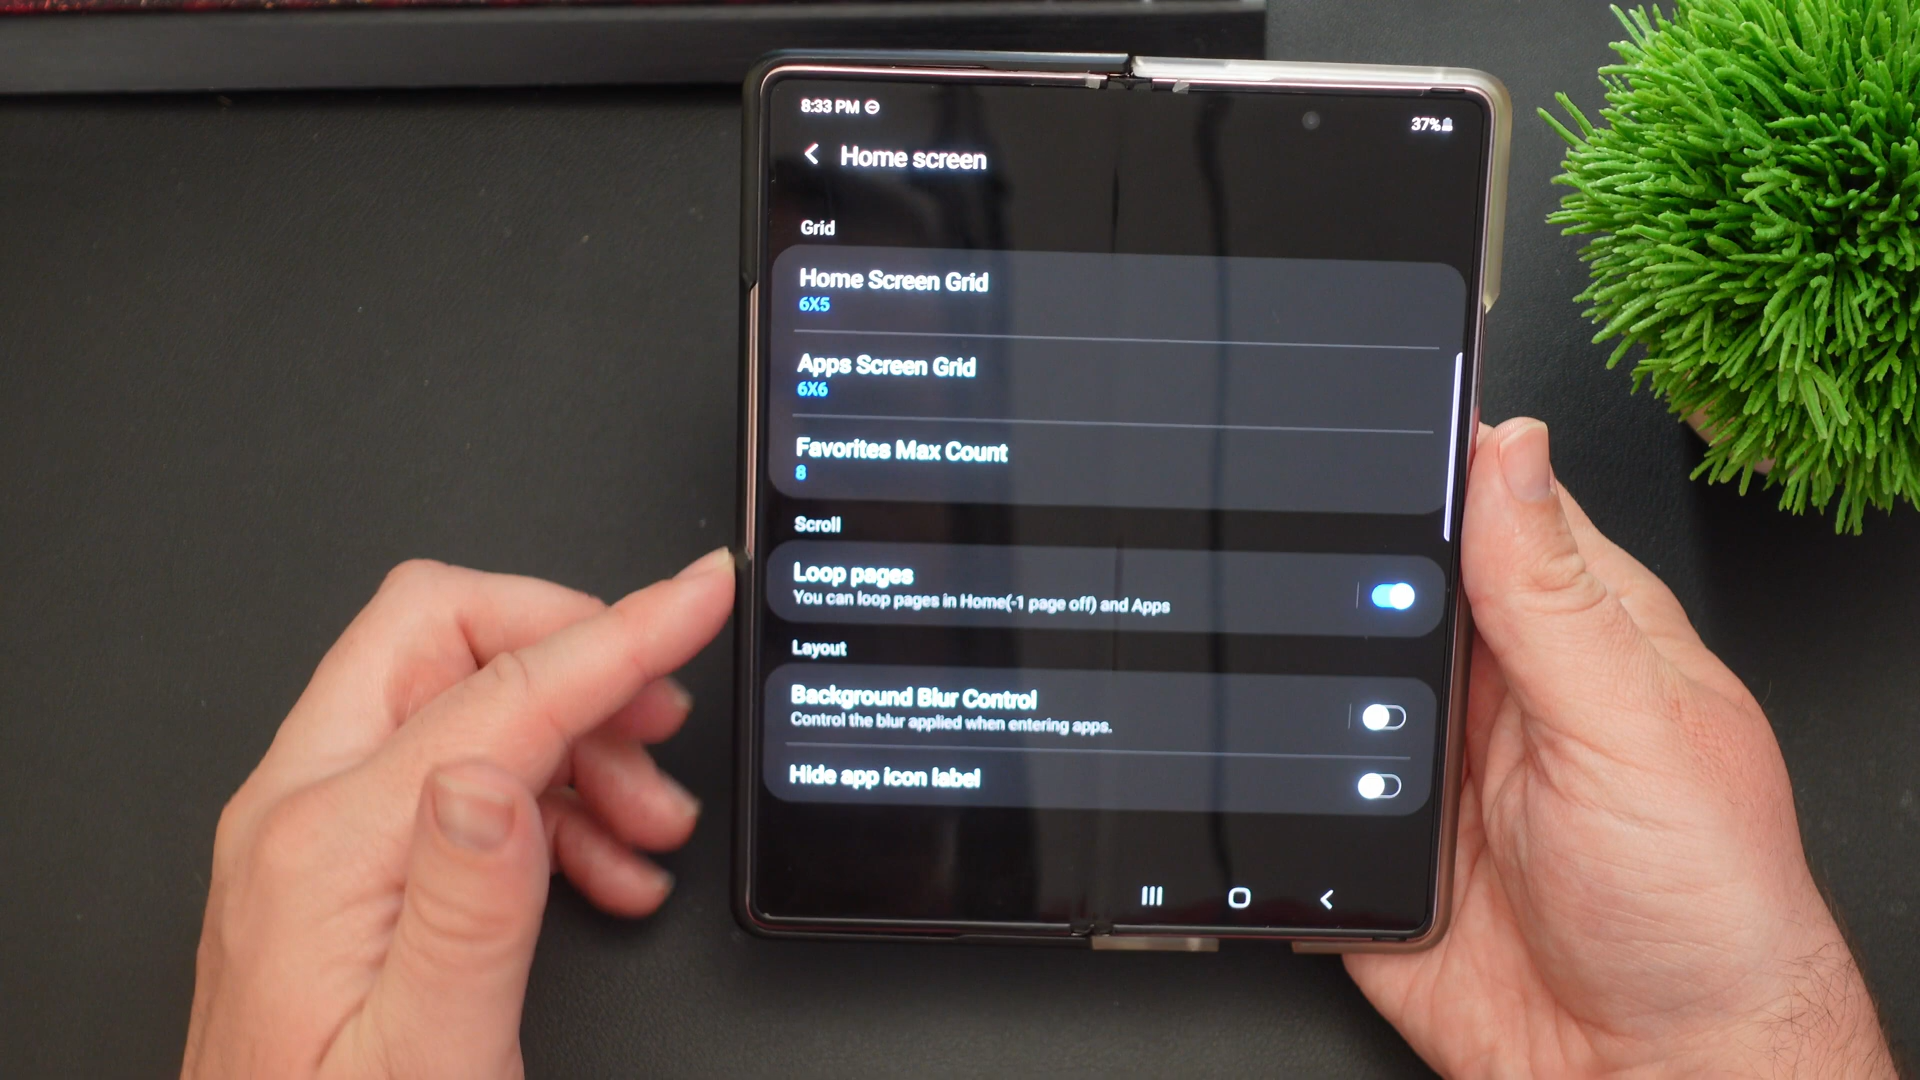 8:33 PM
37%
Home screen
Grid
Home Screen Grid
6X5
Apps Screen Grid
6X6
Favorites Max Count
8
Scroll
Loop pages
You can loop pages in Home(-1 page off) and Apps
Layout
Background Blur Control
Control the blur applied when entering apps.
Hide app icon label